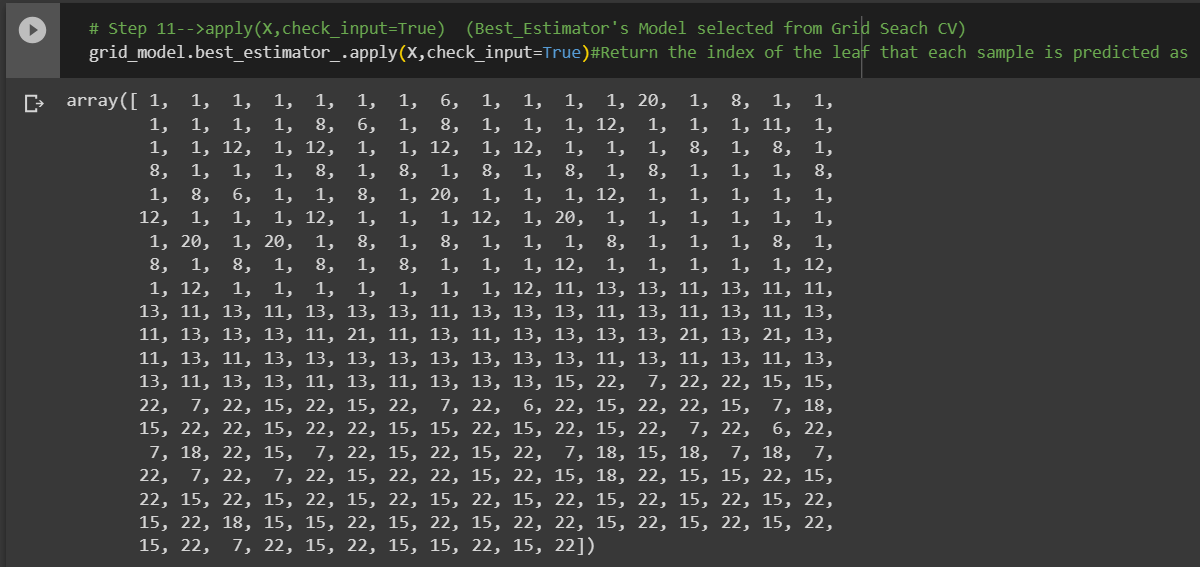 # Step 11-->apply(X,check_input=True)  (Best_Estimator's Model selected from Grid Seach CV)
grid_model.best_estimator_.apply(X,check_input=True)#Return the index of the leaf that each sample is predicted as
array([ 1,  1,  1,  1,  1,  1,  1,  6,  1,  1,  1,  1, 20,  1,  8,  1,  1,
1,  1,  1,  1,  8,  6,  1,  8,  1,  1,  1, 12,  1,  1,  1, 11,  1,
1,  1, 12,  1, 12,  1,  1, 12,  1, 12,  1,  1,  1,  8,  1,  8,  1,
8,  1,  1,  1,  8,  1,  8,  1,  8,  1,  8,  1,  8,  1,  1,  1,  8,
1,  8,  6,  1,  1,  8,  1, 20,  1,  1,  1, 12,  1,  1,  1,  1,  1,
12,  1,  1,  1, 12,  1,  1,  1, 12,  1, 20,  1,  1,  1,  1,  1,  1,
1, 20,  1, 20,  1,  8,  1,  8,  1,  1,  1,  8,  1,  1,  1,  8,  1,
8,  1,  8,  1,  8,  1,  8,  1,  1,  1, 12,  1,  1,  1,  1,  1, 12,
1, 12,  1,  1,  1,  1,  1,  1,  1, 12, 11, 13, 13, 11, 13, 11, 11,
13, 11, 13, 11, 13, 13, 13, 11, 13, 13, 13, 11, 13, 11, 13, 11, 13,
11, 13, 13, 13, 11, 21, 11, 13, 11, 13, 13, 13, 13, 21, 13, 21, 13,
11, 13, 11, 13, 13, 13, 13, 13, 13, 13, 13, 11, 13, 11, 13, 11, 13,
13, 11, 13, 13, 11, 13, 11, 13, 13, 13, 15, 22,  7, 22, 22, 15, 15,
22,  7, 22, 15, 22, 15, 22,  7, 22,  6, 22, 15, 22, 22, 15,  7, 18,
15, 22, 22, 15, 22, 22, 15, 15, 22, 15, 22, 15, 22,  7, 22,  6, 22,
7, 18, 22, 15,  7, 22, 15, 22, 15, 22,  7, 18, 15, 18,  7, 18,  7,
22,  7, 22,  7, 22, 15, 22, 22, 15, 22, 15, 18, 22, 15, 15, 22, 15,
22, 15, 22, 15, 22, 15, 22, 15, 22, 15, 22, 15, 22, 15, 22, 15, 22,
15, 22, 18, 15, 15, 22, 15, 22, 15, 22, 22, 15, 22, 15, 22, 15, 22,
15, 22,  7, 22, 15, 22, 15, 15, 22, 15, 22])